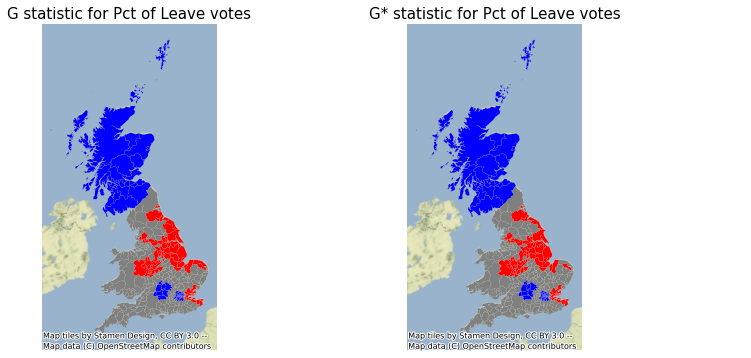 G statistic for Pct of Leave votes
G* statistic for Pct of Leave votes
Map tiles by Stamen Design, CC BY 3.0 --
Map data (C) OpenStreetMap contributors
Map tiles by Stamen Design, CC BY 3.0 --
Map data (C) OpenStreetMap contributors